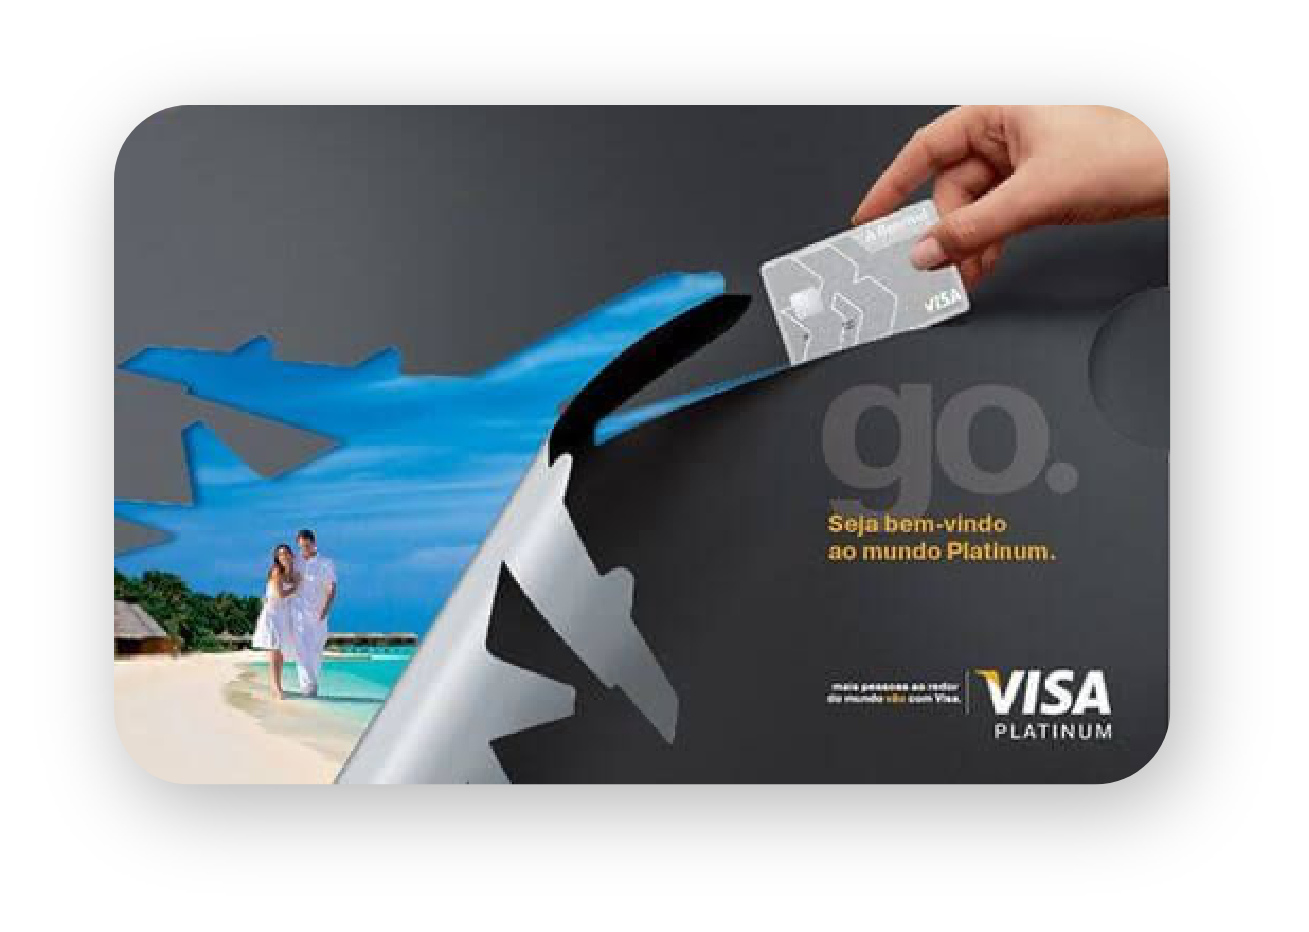 VISA
go.
Seja bem-vindo
ao mundo Platinum.
mais pessoas ao redor
do mundo vão com Visa.
VISA
PLATINUM